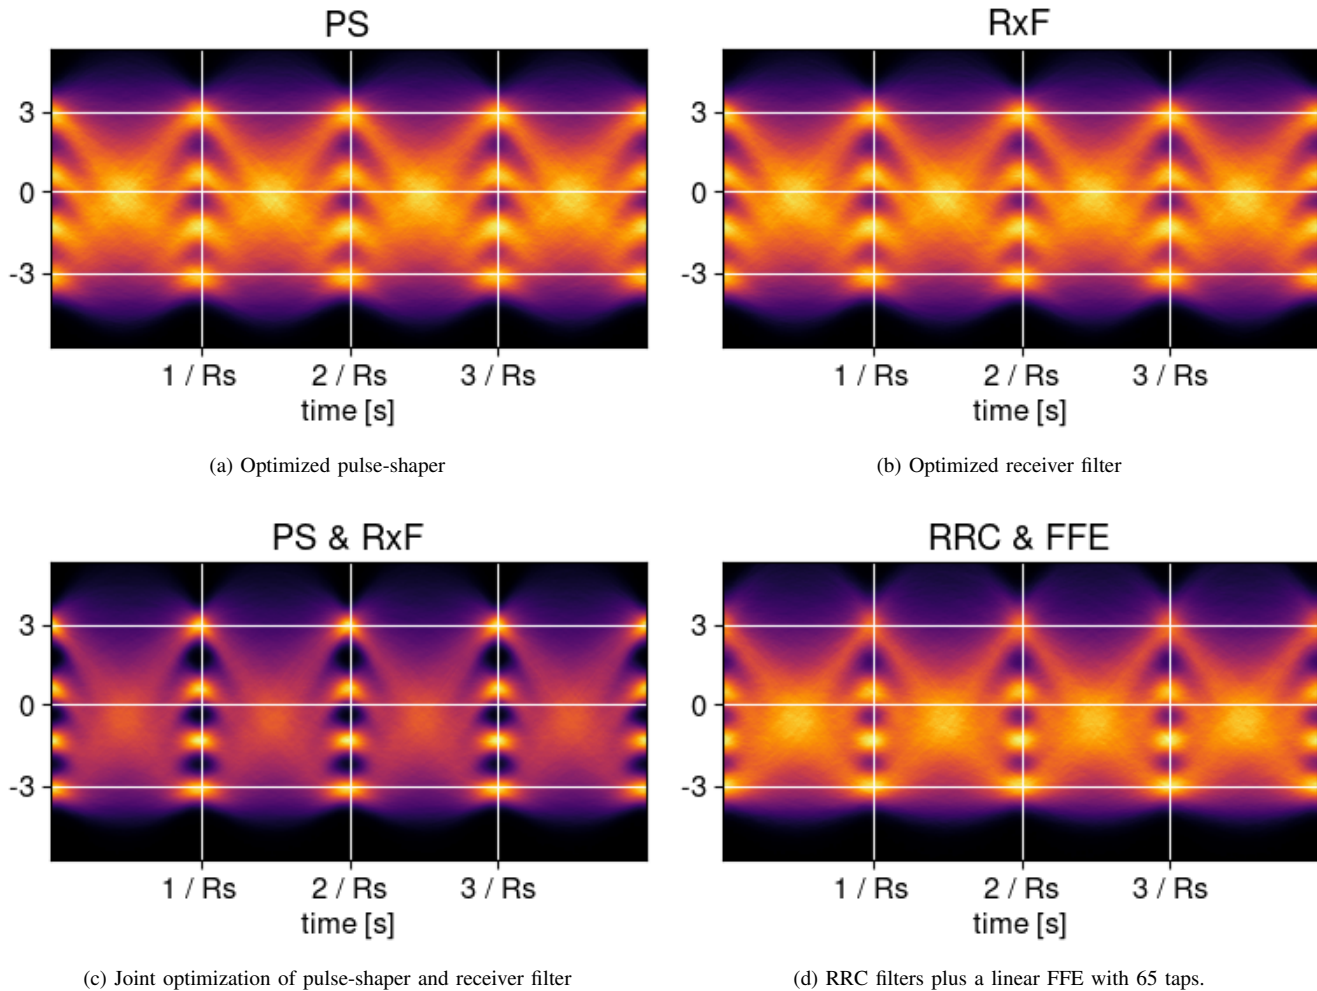 PS
3
0
-3
1 / Rs 2 / Rs 3 / Rs
time [s]
(a) Optimized pulse-shaper
RxF
3
0
-3
1 / Rs 2 / Rs 3 / Rs
time [s]
(b) Optimized receiver filter
PS & RxF
3
0
-3
1 / Rs 2 / Rs 3 / Rs
time [s]
(c) Joint optimization of pulse-shaper and receiver filter
RRC & FFE
3
0
-3
1 / Rs 2 / Rs 3 / Rs
time [s]
(d) RRC filters plus a linear FFE with 65 taps.